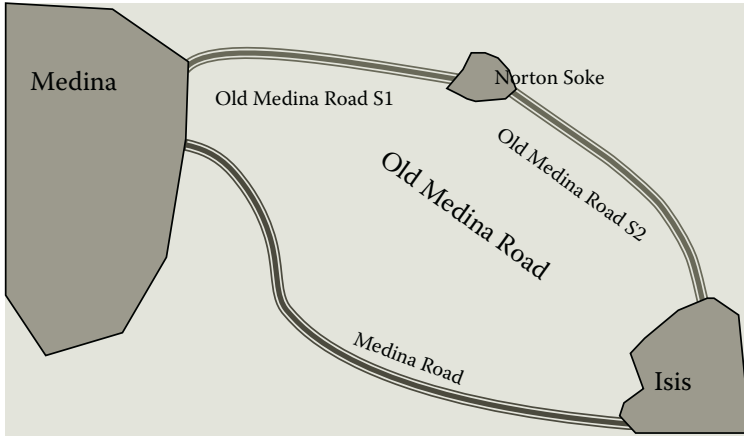 Medina
Norton Soke
Old Medina Road S1
Old Medina Road S2
Old Medina Road
Medina Road
Isis